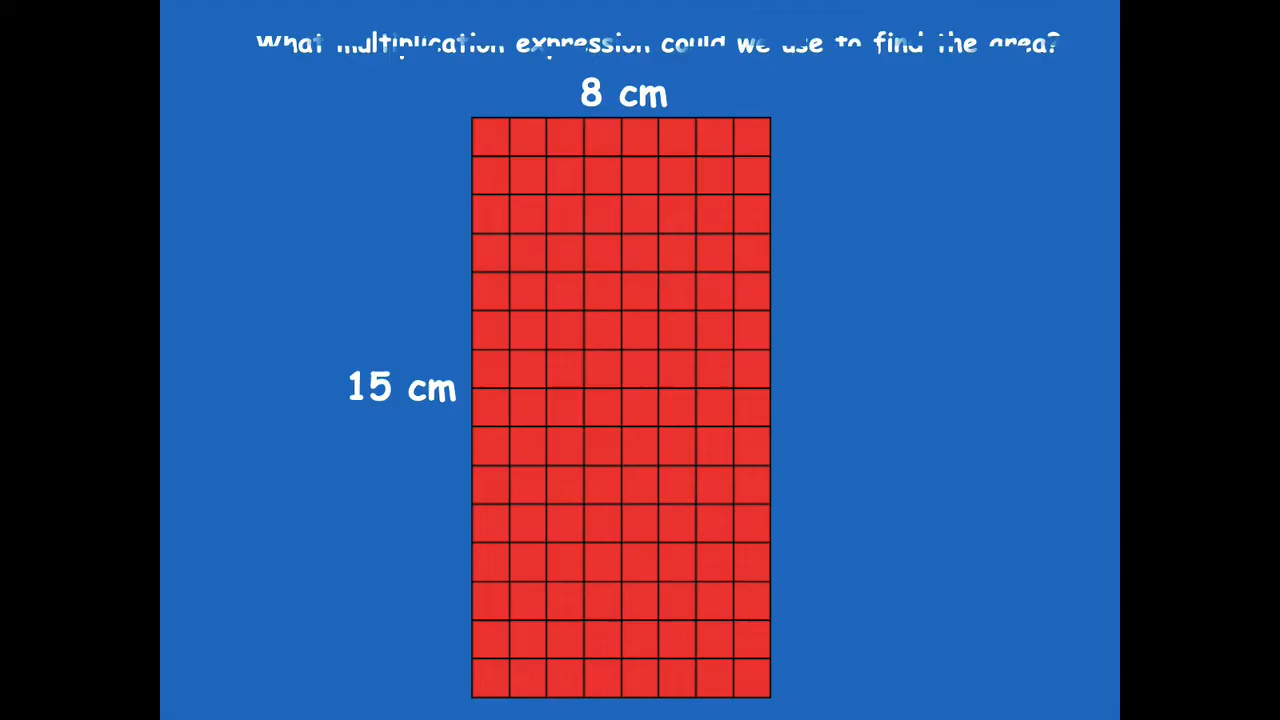 What multiplication expression could we use to find the area?
8 cm
15 cm